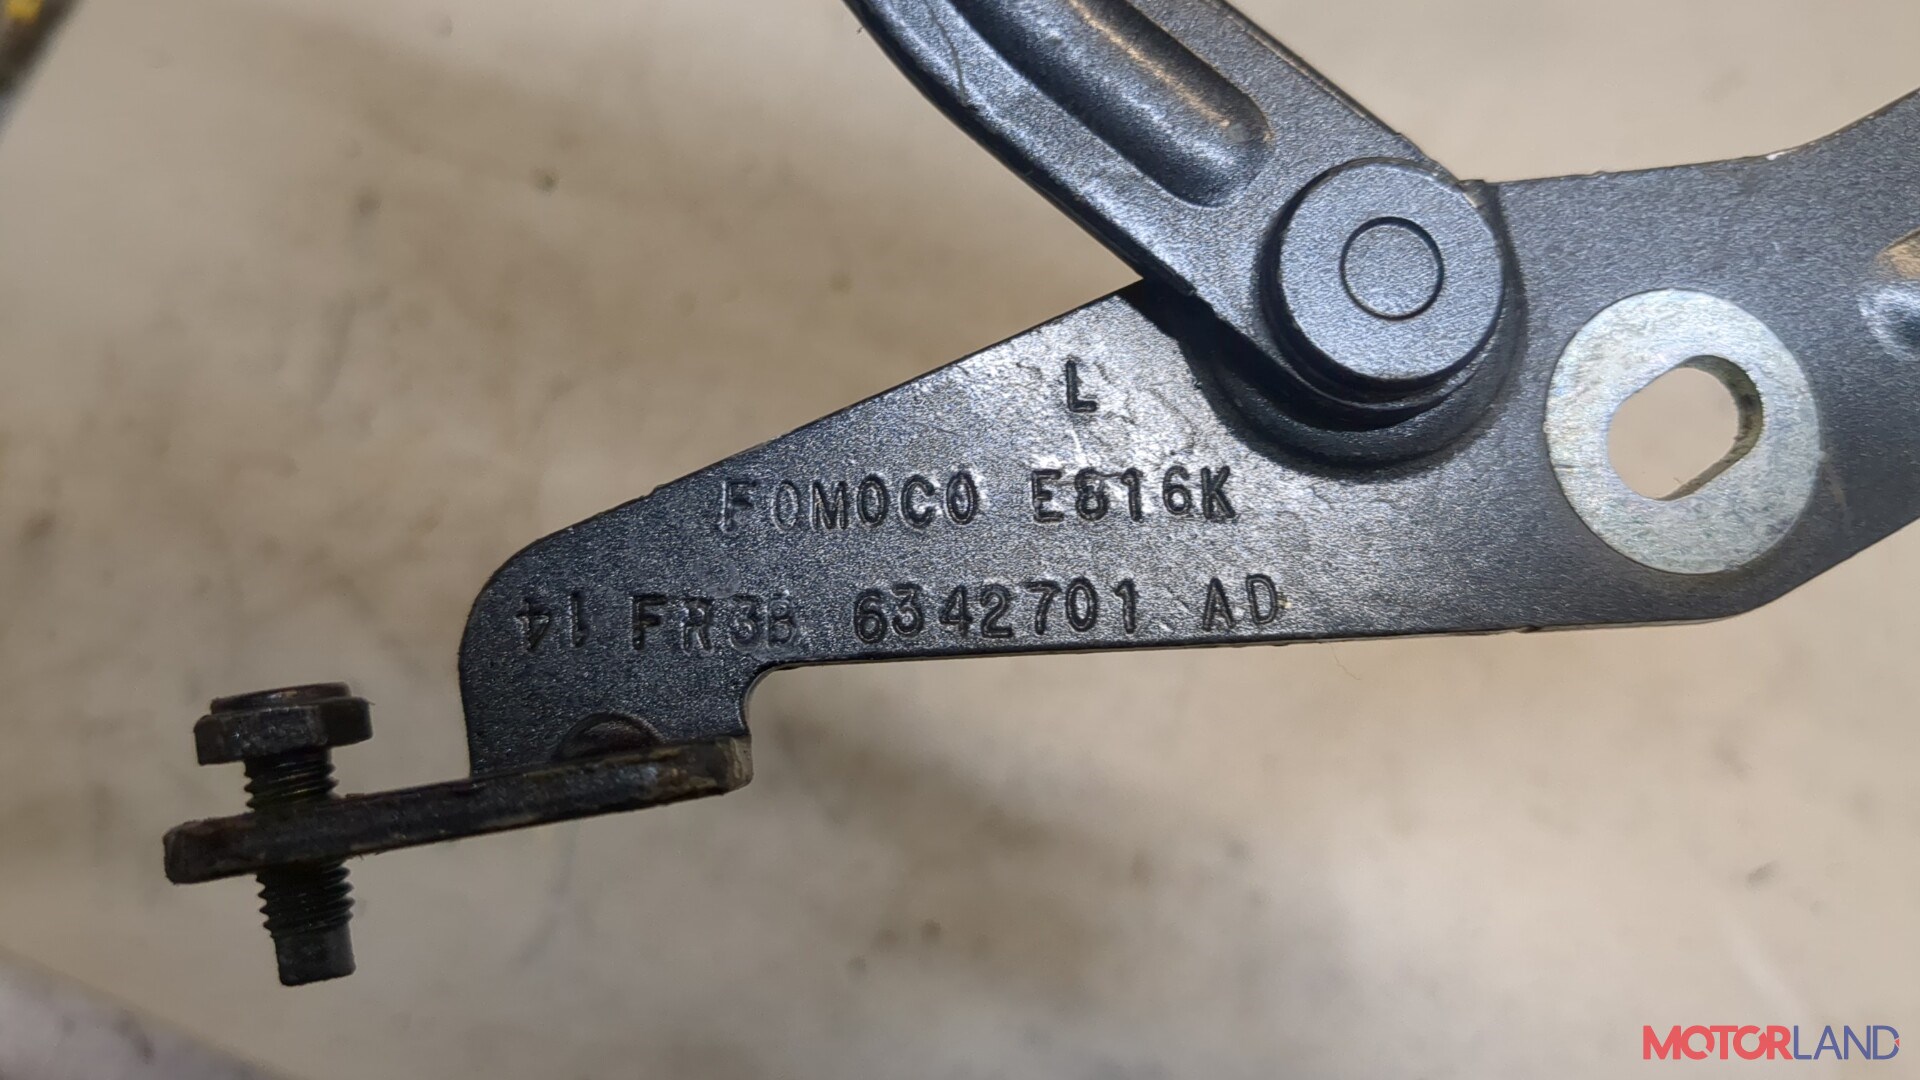 L
FOMOCO E816K
14 FR3B 6342701 AD
MOTORLAND